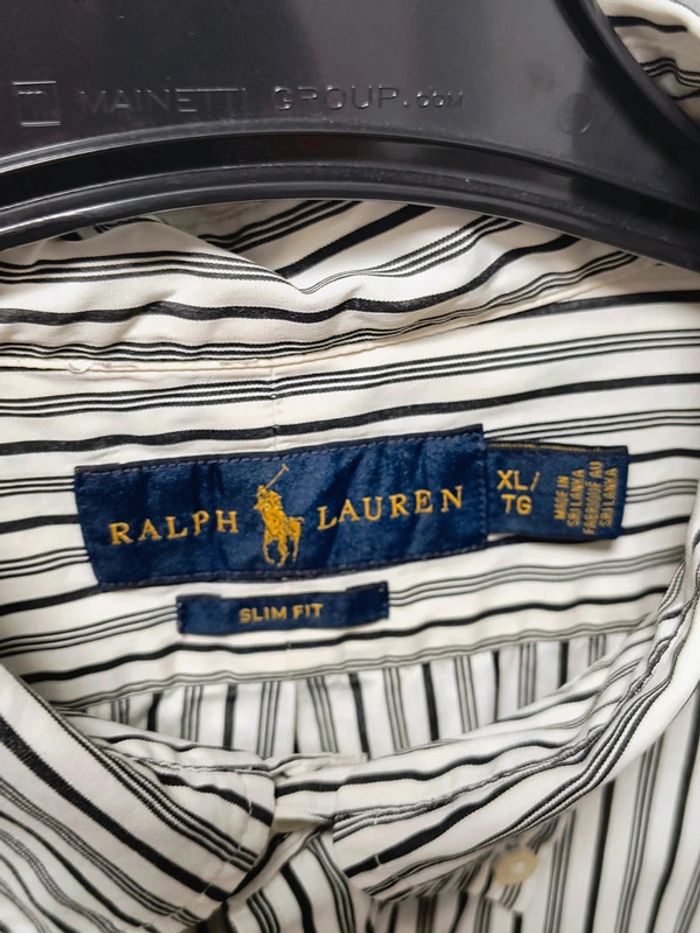 MAINETTI GROUP.COM
RALPH LAUREN
XL/
TG
MADE IN
SRI LANKA
FABRIQUÉ AU
SRI LANKA
SLIM FIT